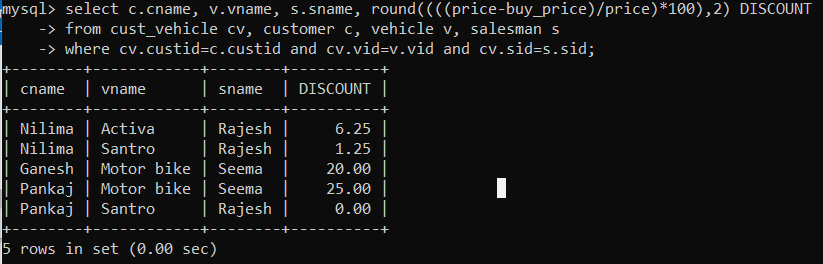 mysql> select c.cname, v.vname, s.sname, round((((price-buy_price)/price)*100),2) DISCOUNT
    -> from cust_vehicle cv, customer c, vehicle v, salesman s
    -> where cv.custid=c.custid and cv.vid=v.vid and cv.sid=s.sid;
+--------+------------+--------+----------+
| cname  | vname      | sname  | DISCOUNT |
+--------+------------+--------+----------+
| Nilima | Activa     | Rajesh |     6.25 |
| Nilima | Santro     | Rajesh |     1.25 |
| Ganesh | Motor bike | Seema  |    20.00 |
| Pankaj | Motor bike | Seema  |    25.00 |
| Pankaj | Santro     | Rajesh |     0.00 |
+--------+------------+--------+----------+
5 rows in set (0.00 sec)